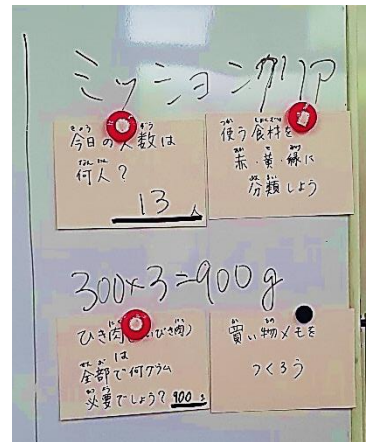 ミッションクリア
今日の人数は
何人?
13人
使う食材を
赤・黄・緑に
分類しよう
300×3=900g
ひき肉(びき肉)
は
全部で何グラム
必要でしょう?900g
買い物メモを
つくろう